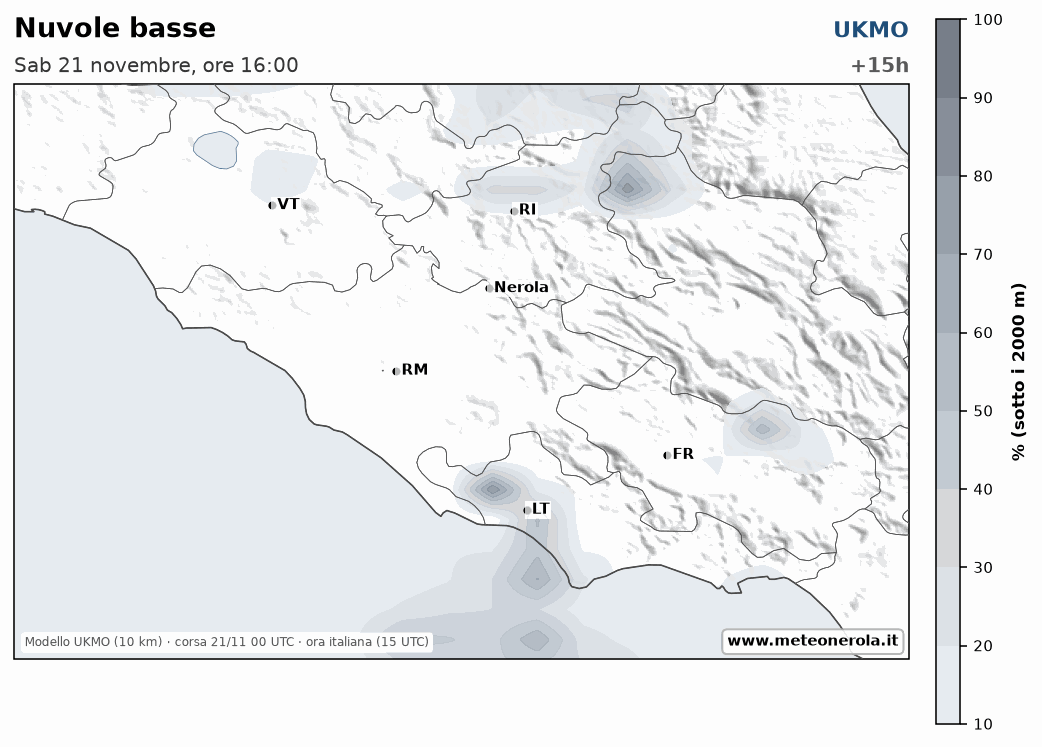 Nuvole basse
UKMO
Sab 21 novembre, ore 16:00
+15h
VT
RI
Nerola
RM
FR
LT
Modello UKMO (10 km) · corsa 21/11 00 UTC · ora italiana (15 UTC)
www.meteonerola.it
100
90
80
70
60
50
40
30
20
10
% (sotto i 2000 m)